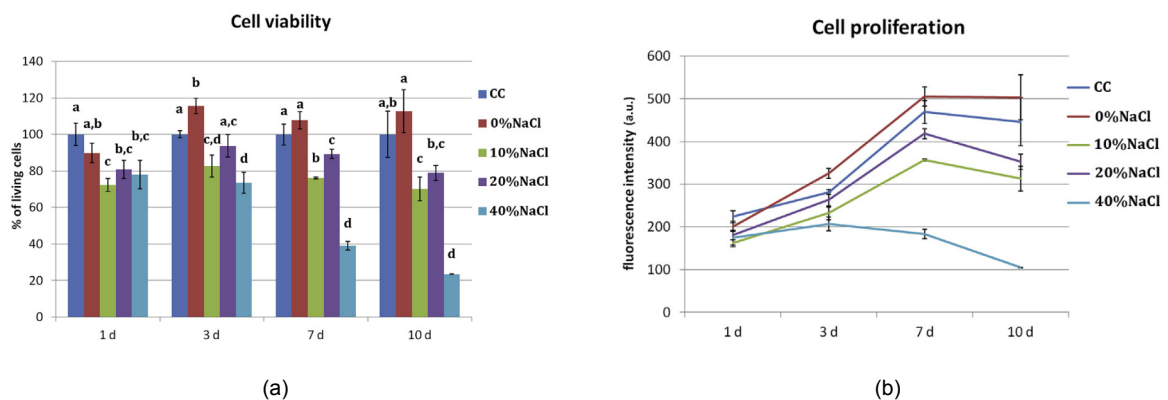 Cell viability
% of living cells
140
120
100
80
60
40
20
0
a a,b c b,c b,c
a b c,d a,c d
a a b c d
a,b a c b,c d
1 d 3 d 7 d 10 d
CC
0%NaCl
10%NaCl
20%NaCl
40%NaCl
(a)
Cell proliferation
fluorescence intensity (a.u.)
600
500
400
300
200
100
0
1 d 3 d 7 d 10 d
CC
0%NaCl
10%NaCl
20%NaCl
40%NaCl
(b)